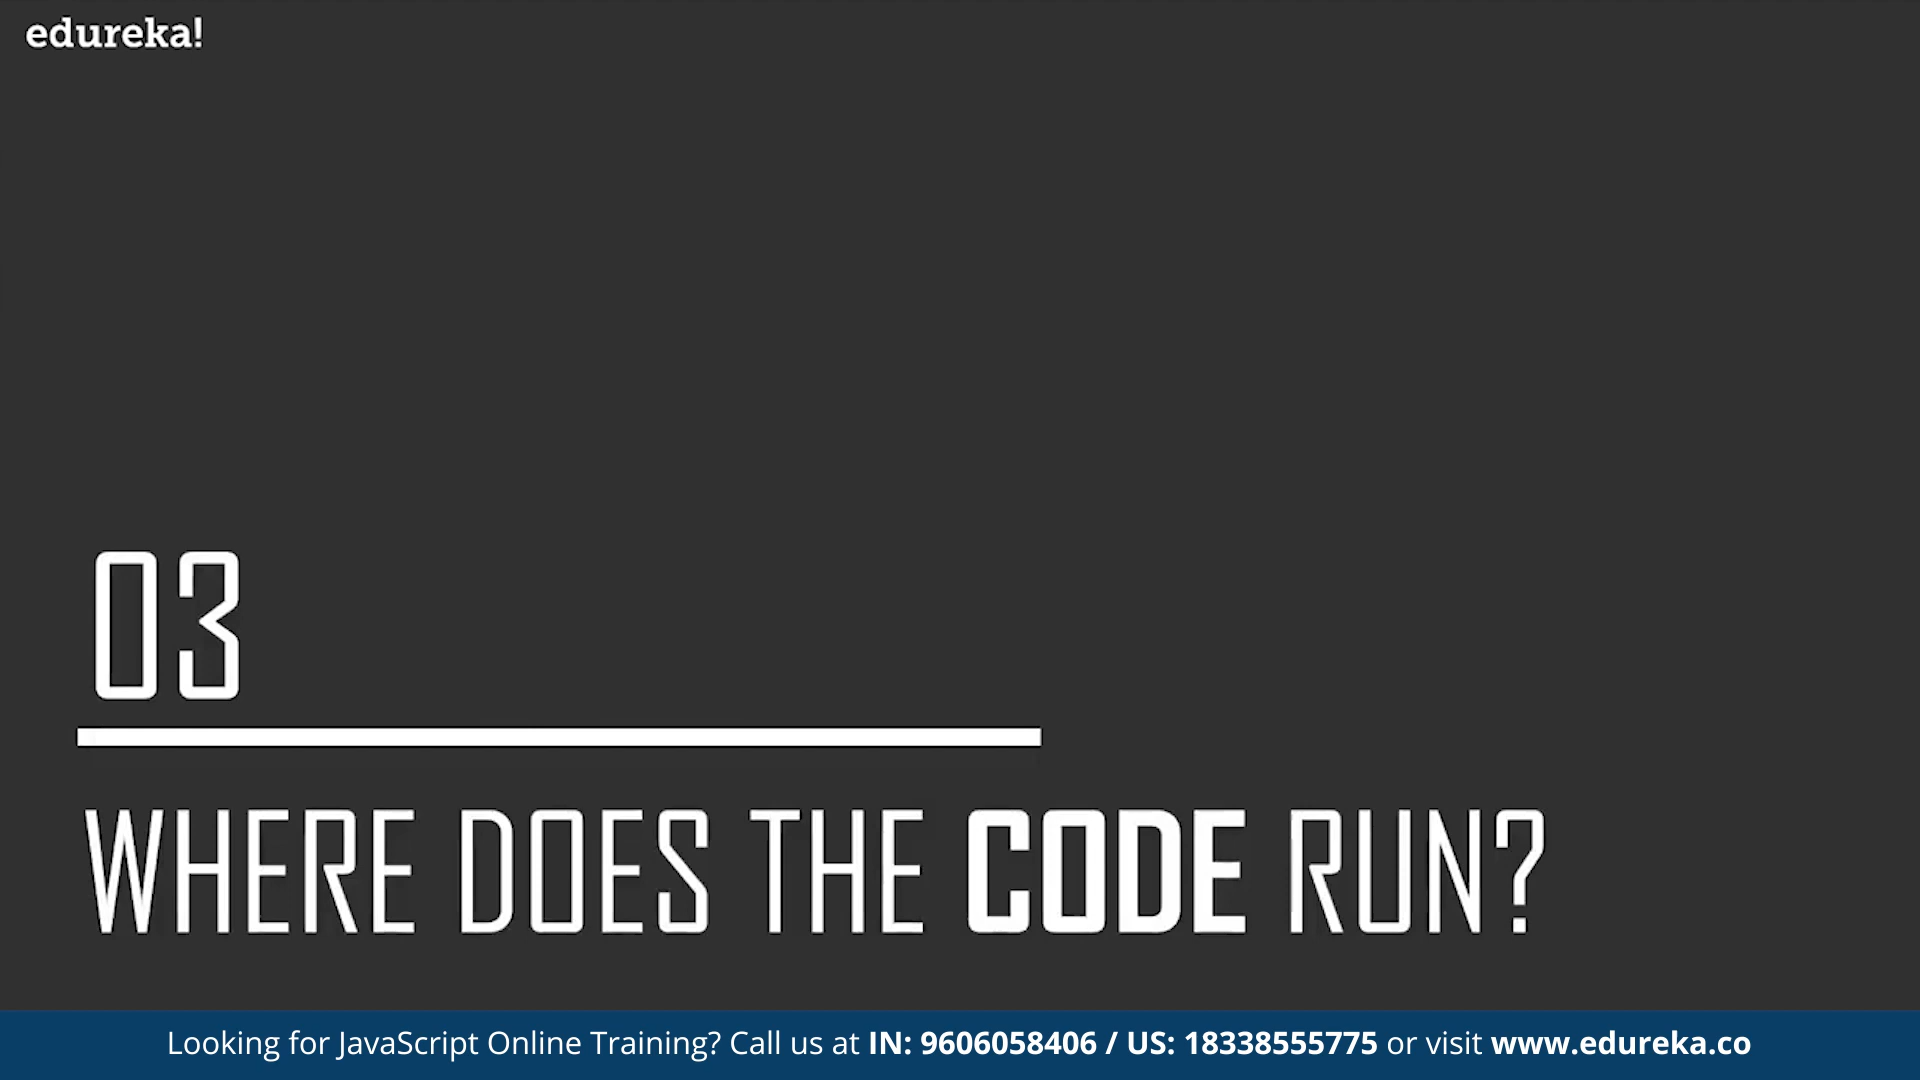 edureka!
03
WHERE DOES THE CODE RUN?
Looking for JavaScript Online Training? Call us at IN: 9606058406 / US: 18338555775 or visit www.edureka.co